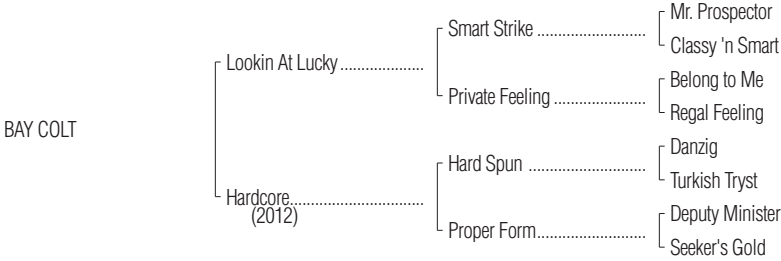 Mr. Prospector
Smart Strike ..........................
Classy 'n Smart
Lookin At Lucky ....................
Belong to Me
Private Feeling ......................
Regal Feeling
BAY COLT
Danzig
Hard Spun ............................
Turkish Tryst
Hardcore................................
(2012)
Deputy Minister
Proper Form..........................
Seeker's Gold